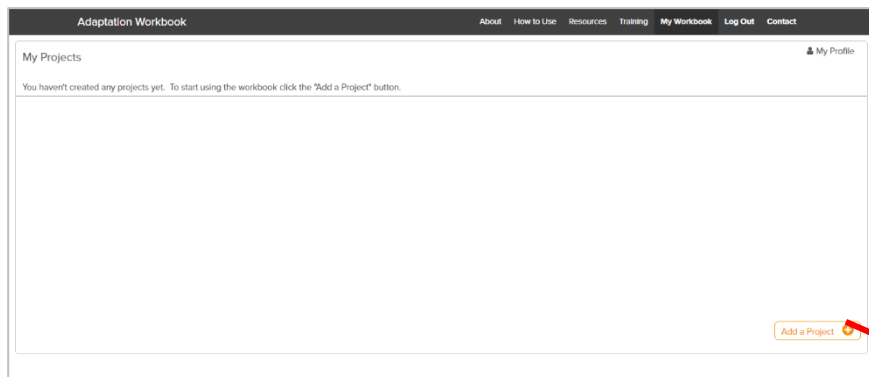 Adaptation Workbook About How to Use Resources Training My Workbook Log Out Contact
My Projects My Profile
You haven't created any projects yet. To start using the workbook click the "Add a Project" button.
Add a Project